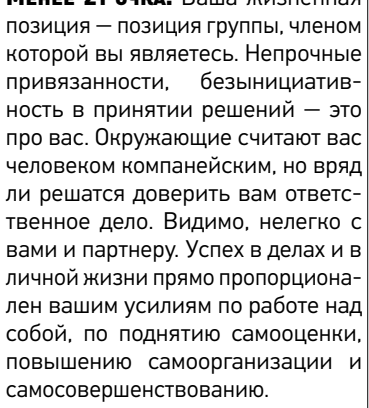 МЕНЕЕ 21 ОЧКА. Ваша жизненная
позиция — позиция группы, членом
которой вы являетесь. Непрочные
привязанности, безынициатив-
ность в принятии решений — это
про вас. Окружающие считают вас
человеком компанейским, но вряд
ли решатся доверить вам ответс-
твенное дело. Видимо, нелегко с
вами и партнеру. Успех в делах и в
личной жизни прямо пропорциона-
лен вашим усилиям по работе над
собой, по поднятию самооценки,
повышению самоорганизации и
самосовершенствованию.